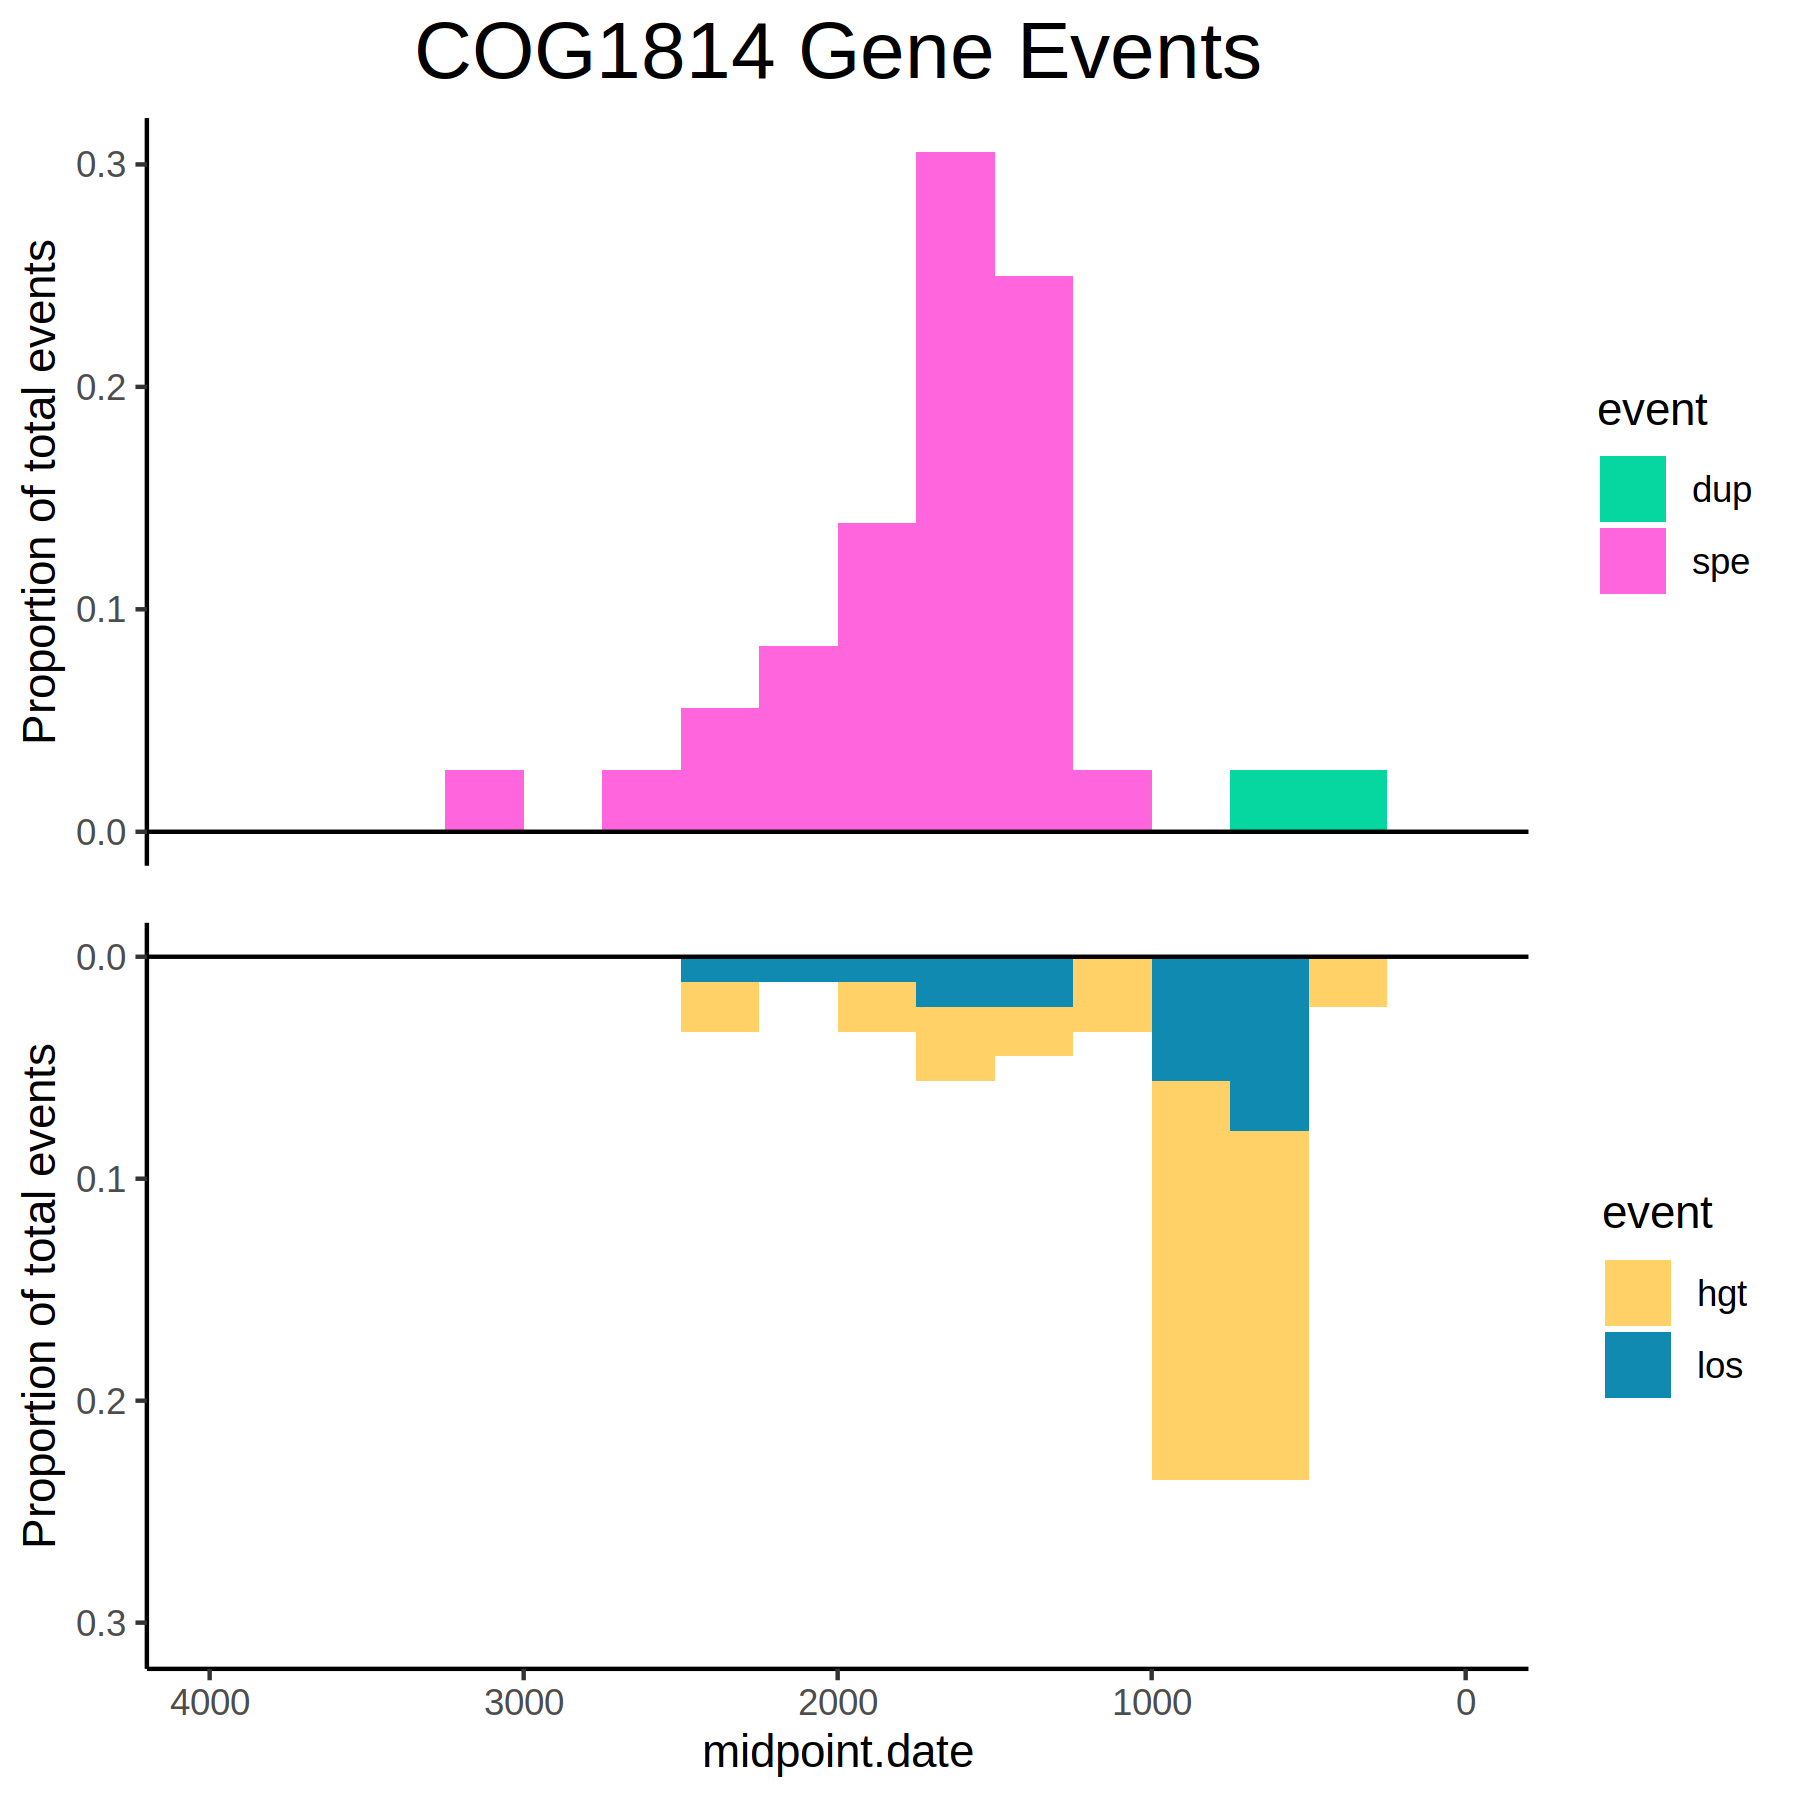 COG1814 Gene Events
Proportion of total events
0.3
0.2
0.1
0.0
event
dup
spe
Proportion of total events
0.0
0.1
0.2
0.3
event
hgt
los
4000 3000 2000 1000 0
midpoint.date